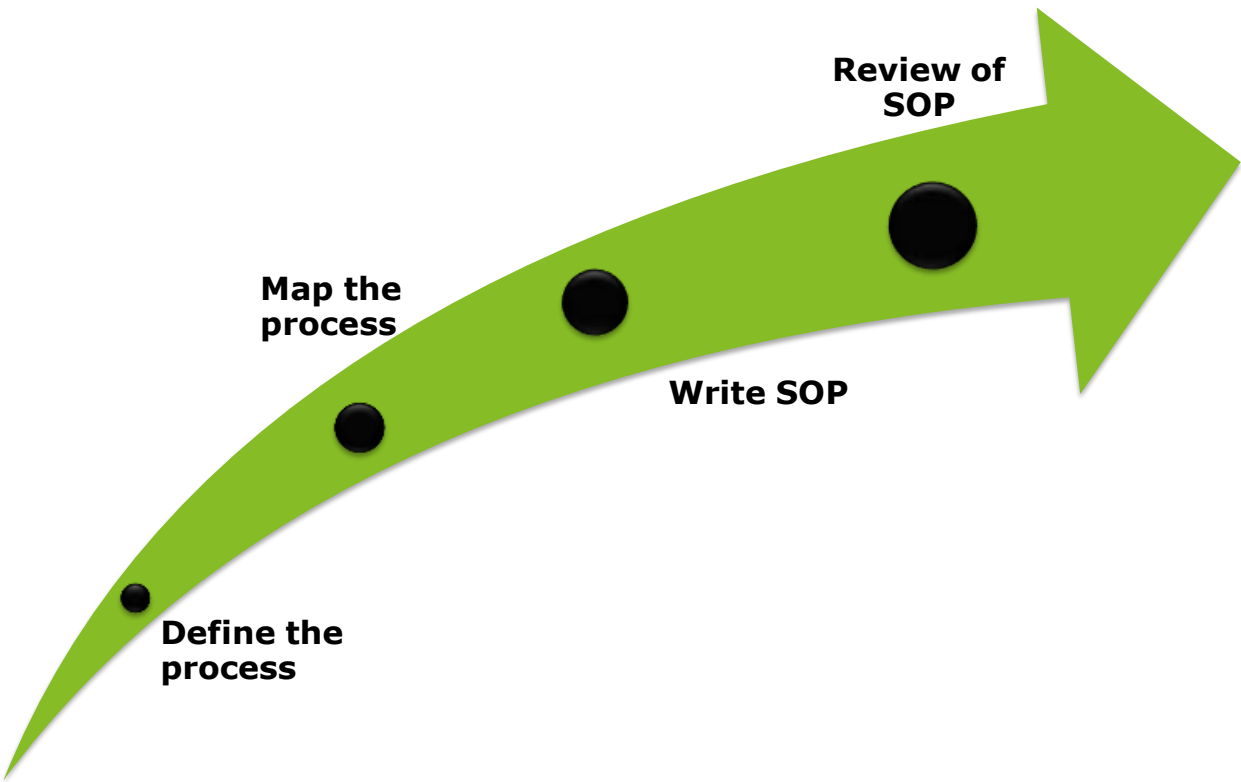 Review of
SOP
Map the
process
Write SOP
Define the
process